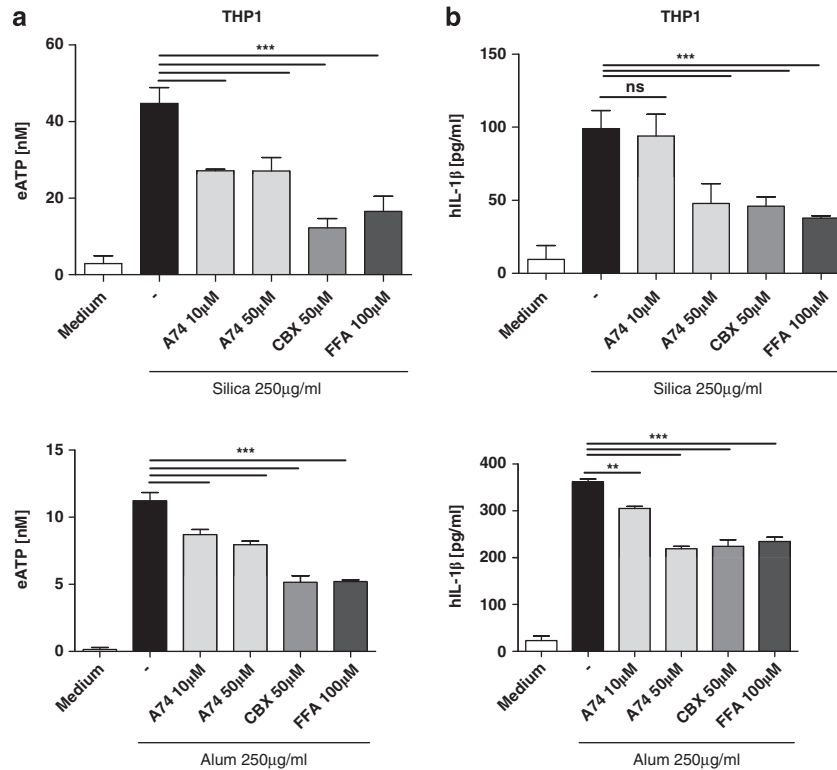 a
THP1
***
eATP [nM]
60
40
20
0
Medium
-
A74 10µM
A74 50µM
CBX 50µM
FFA 100µM
Silica 250µg/ml
b
THP1
***
ns
hIL-1β [pg/ml]
150
100
50
0
Medium
-
A74 10µM
A74 50µM
CBX 50µM
FFA 100µM
Silica 250µg/ml
***
eATP [nM]
15
10
5
0
Medium
-
A74 10µM
A74 50µM
CBX 50µM
FFA 100µM
Alum 250µg/ml
***
**
hIL-1β [pg/ml]
400
300
200
100
0
Medium
-
A74 10µM
A74 50µM
CBX 50µM
FFA 100µM
Alum 250µg/ml